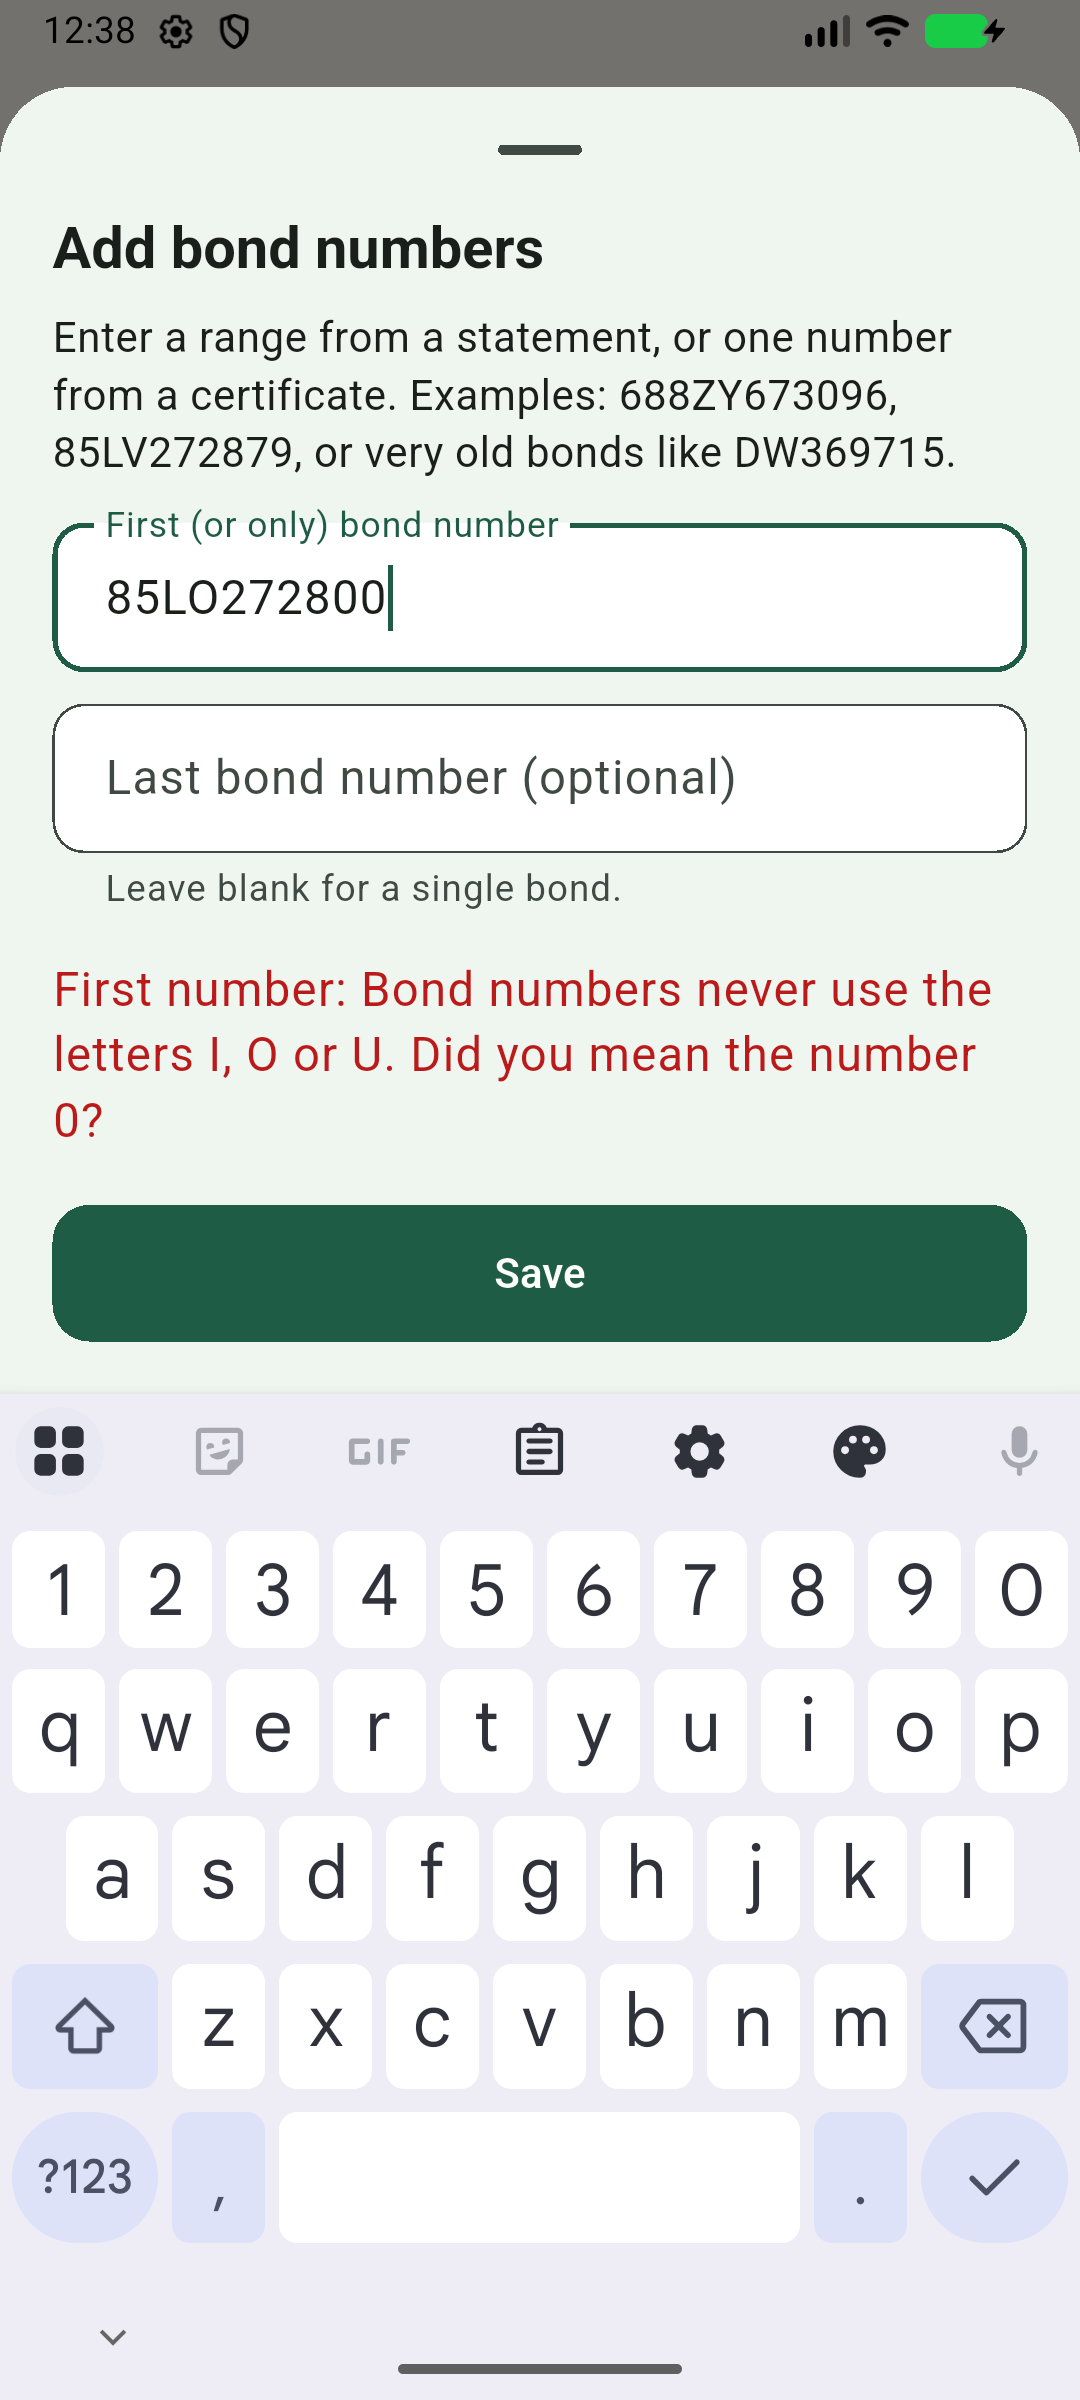 12:38
Add bond numbers
Enter a range from a statement, or one number
from a certificate. Examples: 688ZY673096,
85LV272879, or very old bonds like DW369715.
First (or only) bond number
85LO272800
Last bond number (optional)
Leave blank for a single bond.
First number: Bond numbers never use the
letters I, O or U. Did you mean the number
0?
Save
GIF
1 2 3 4 5 6 7 8 9 0
q w e r t y u i o p
a s d f g h j k l
z x c v b n m
?123 , .